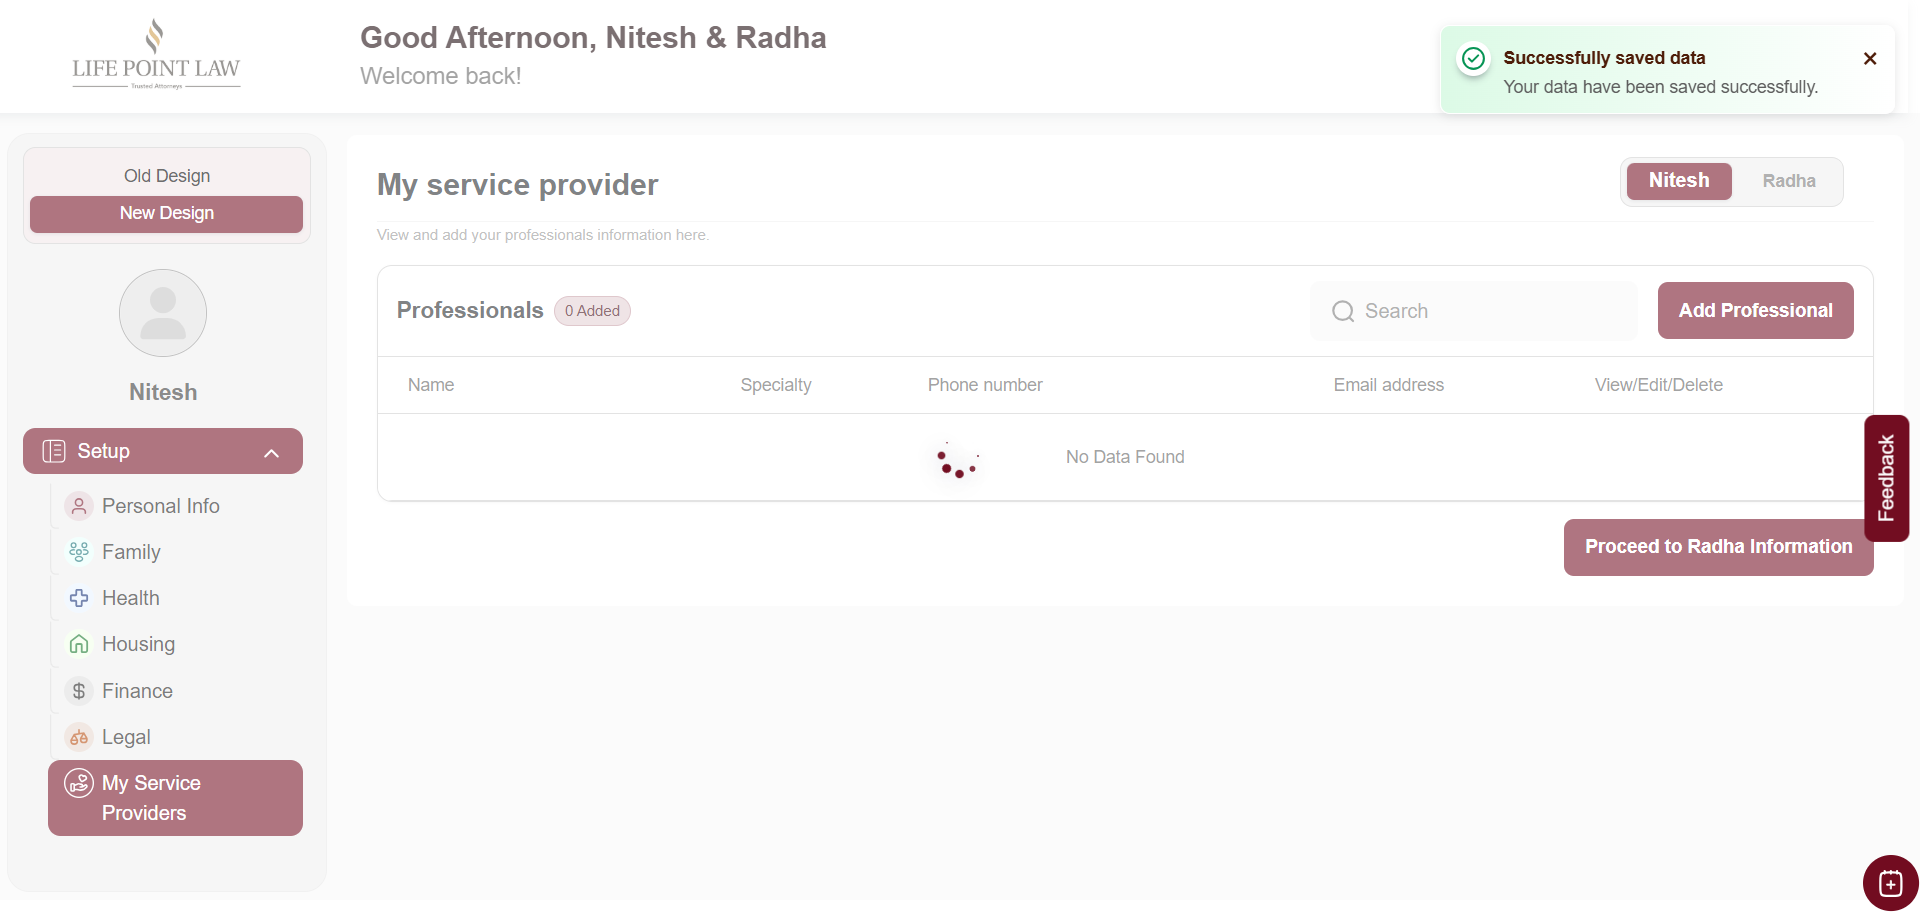 LIFE POINT LAW
Trusted Attorneys
Good Afternoon, Nitesh & Radha
Welcome back!
Successfully saved data
Your data have been saved successfully.
Old Design
New Design
Nitesh
Setup
Personal Info
Family
Health
Housing
Finance
Legal
My Service
Providers
My service provider
Nitesh Radha
View and add your professionals information here.
Professionals 0 Added
Search
Add Professional
Name Specialty Phone number Email address View/Edit/Delete
No Data Found
Proceed to Radha Information
Feedback